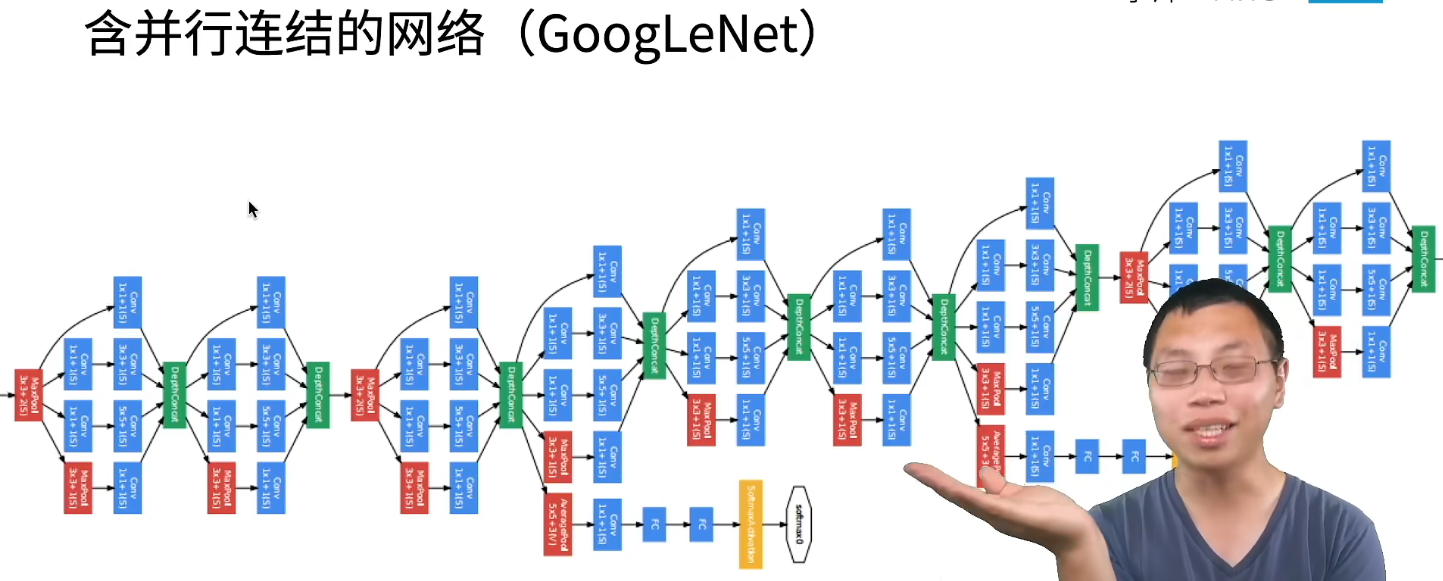 含并行连结的网络（GoogLeNet）
MaxPool
3x3+2(S)
Conv
1x1+1(S)
Conv
1x1+1(S)
Conv
1x1+1(S)
MaxPool
3x3+1(S)
Conv
3x3+1(S)
Conv
5x5+1(S)
Conv
1x1+1(S)
DepthConcat
Conv
1x1+1(S)
Conv
1x1+1(S)
Conv
1x1+1(S)
MaxPool
3x3+1(S)
Conv
3x3+1(S)
Conv
5x5+1(S)
Conv
1x1+1(S)
DepthConcat
MaxPool
3x3+2(S)
Conv
1x1+1(S)
Conv
1x1+1(S)
Conv
1x1+1(S)
MaxPool
3x3+1(S)
Conv
3x3+1(S)
Conv
5x5+1(S)
Conv
1x1+1(S)
DepthConcat
Conv
1x1+1(S)
Conv
1x1+1(S)
Conv
1x1+1(S)
MaxPool
3x3+1(S)
Conv
3x3+1(S)
Conv
5x5+1(S)
Conv
1x1+1(S)
AveragePool
5x5+3(V)
Conv
1x1+1(S)
FC
FC
SoftmaxActivation
softmax0
DepthConcat
Conv
1x1+1(S)
Conv
1x1+1(S)
Conv
1x1+1(S)
MaxPool
3x3+1(S)
Conv
3x3+1(S)
Conv
5x5+1(S)
Conv
1x1+1(S)
DepthConcat
Conv
1x1+1(S)
Conv
1x1+1(S)
Conv
1x1+1(S)
MaxPool
3x3+1(S)
Conv
3x3+1(S)
Conv
5x5+1(S)
Conv
1x1+1(S)
DepthConcat
Conv
1x1+1(S)
Conv
1x1+1(S)
Conv
1x1+1(S)
MaxPool
3x3+1(S)
Conv
3x3+1(S)
Conv
5x5+1(S)
Conv
1x1+1(S)
Conv
1x1+1(S)
FC
FC
DepthConcat
MaxPool
3x3+2(S)
Conv
1x1+1(S)
Conv
1x1+1(S)
Conv
3x3+1(S)
DepthConcat
Conv
1x1+1(S)
Conv
1x1+1(S)
Conv
1x1+1(S)
MaxPool
3x3+1(S)
Conv
3x3+1(S)
Conv
5x5+1(S)
Conv
1x1+1(S)
DepthConcat